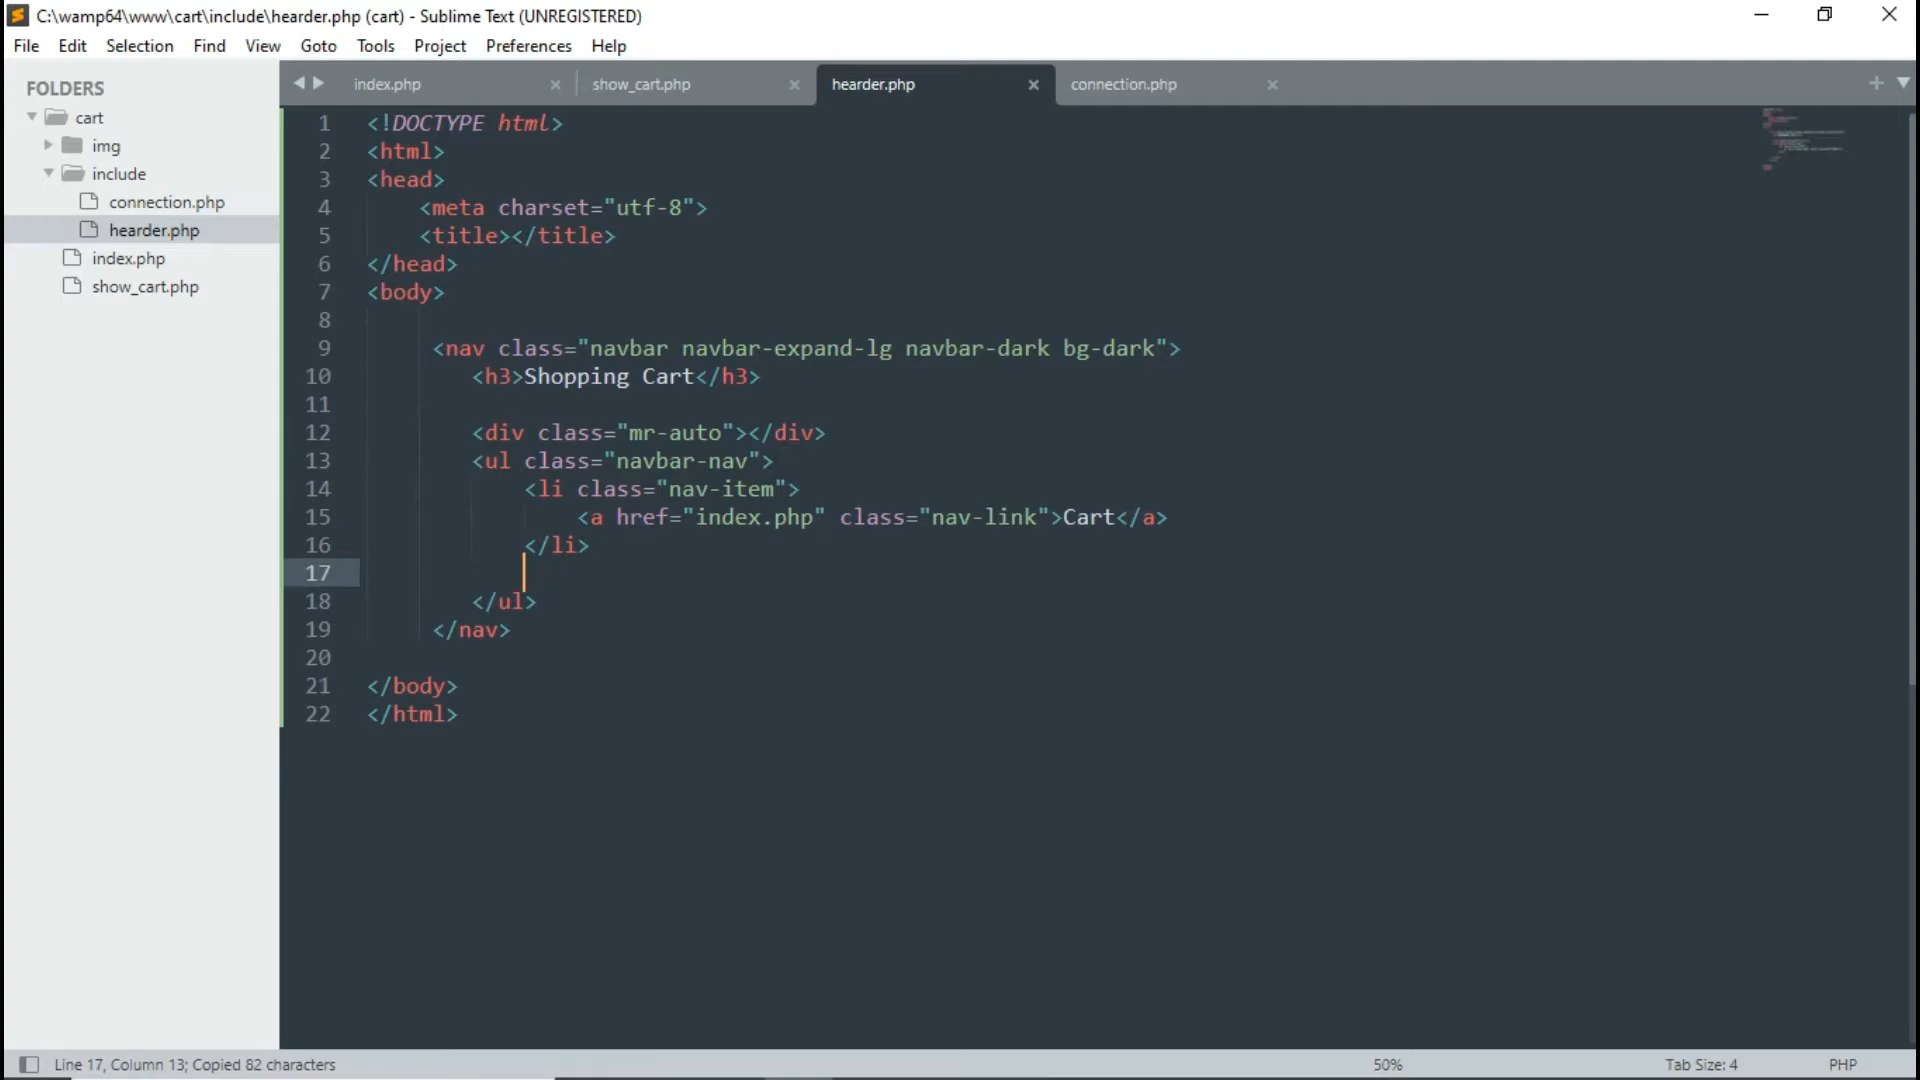 C:\wamp64\www\cart\include\hearder.php (cart) - Sublime Text (UNREGISTERED)
File Edit Selection Find View Goto Tools Project Preferences Help
FOLDERS
cart
img
include
connection.php
hearder.php
index.php
show_cart.php
index.php show_cart.php hearder.php connection.php
1 <!DOCTYPE html>
2 <html>
3 <head>
4 <meta charset="utf-8">
5 <title></title>
6 </head>
7 <body>
8
9 <nav class="navbar navbar-expand-lg navbar-dark bg-dark">
10 <h3>Shopping Cart</h3>
11
12 <div class="mr-auto"></div>
13 <ul class="navbar-nav">
14 <li class="nav-item">
15 <a href="index.php" class="nav-link">Cart</a>
16 </li>
17
18 </ul>
19 </nav>
20
21 </body>
22 </html>
Line 17, Column 13; Copied 82 characters 50% Tab Size: 4 PHP